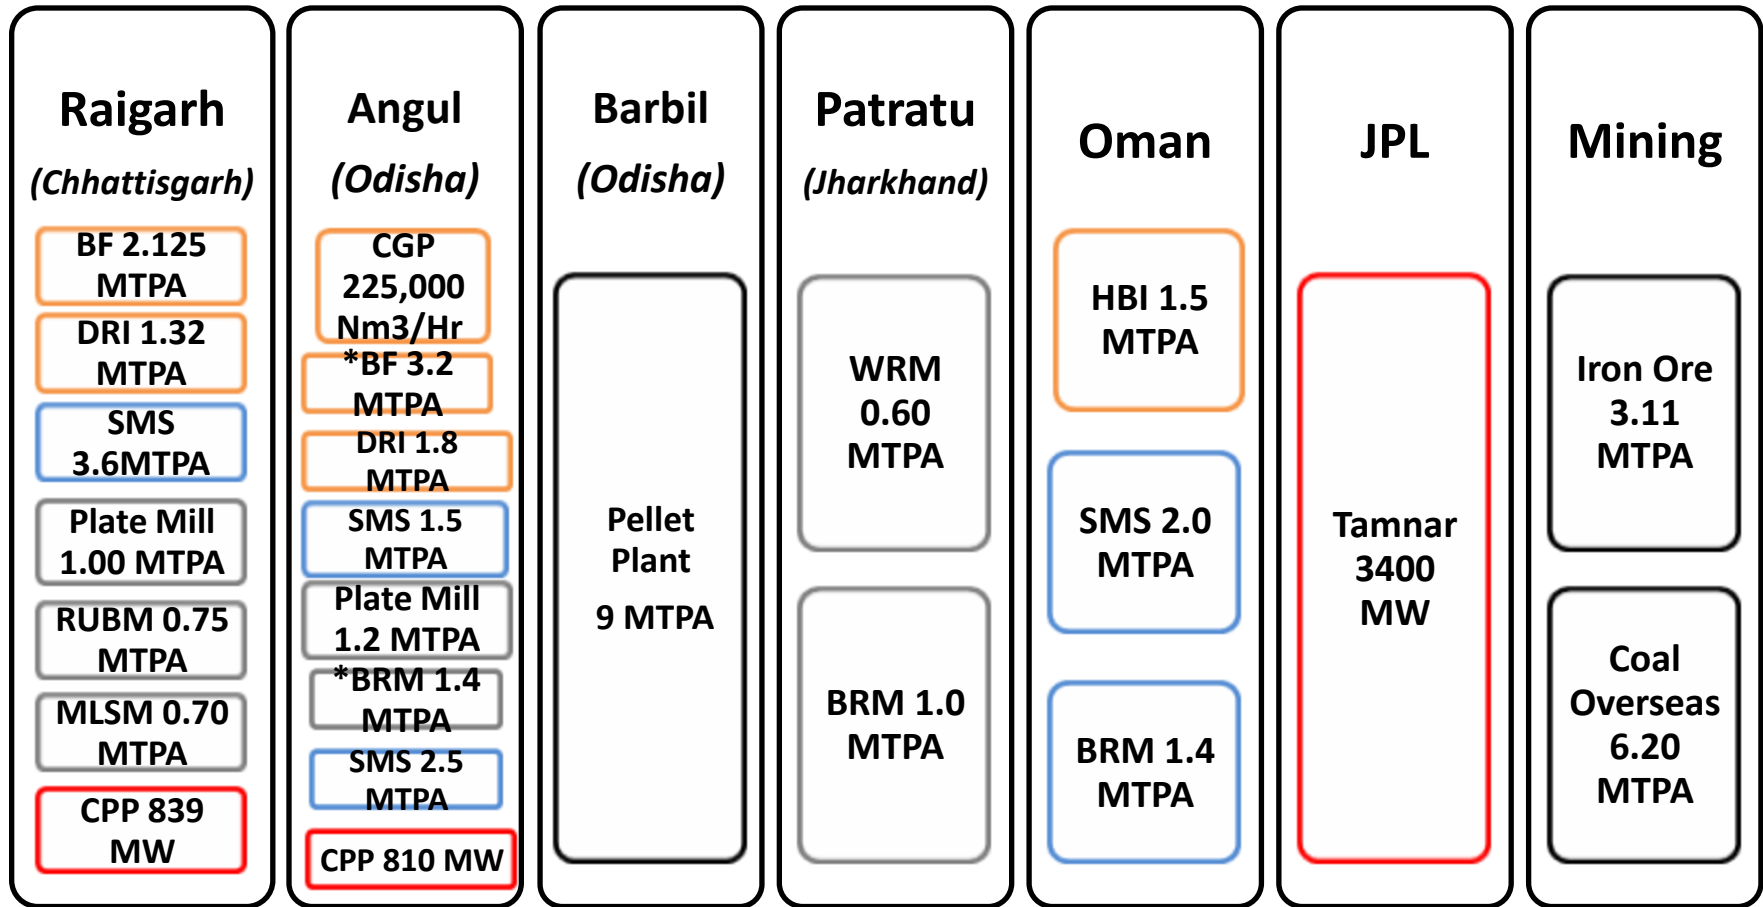 Raigarh
(Chhattisgarh)
BF 2.125
MTPA
DRI 1.32
MTPA
SMS
3.6MTPA
Plate Mill
1.00 MTPA
RUBM 0.75
MTPA
MLSM 0.70
MTPA
CPP 839
MW
Angul
(Odisha)
CGP
225,000
Nm3/Hr
*BF 3.2
MTPA
DRI 1.8
MTPA
SMS 1.5
MTPA
Plate Mill
1.2 MTPA
*BRM 1.4
MTPA
SMS 2.5
MTPA
CPP 810 MW
Barbil
(Odisha)
Pellet
Plant
9 MTPA
Patratu
(Jharkhand)
WRM
0.60
MTPA
BRM 1.0
MTPA
Oman
HBI 1.5
MTPA
SMS 2.0
MTPA
BRM 1.4
MTPA
JPL
Tamnar
3400
MW
Mining
Iron Ore
3.11
MTPA
Coal
Overseas
6.20
MTPA